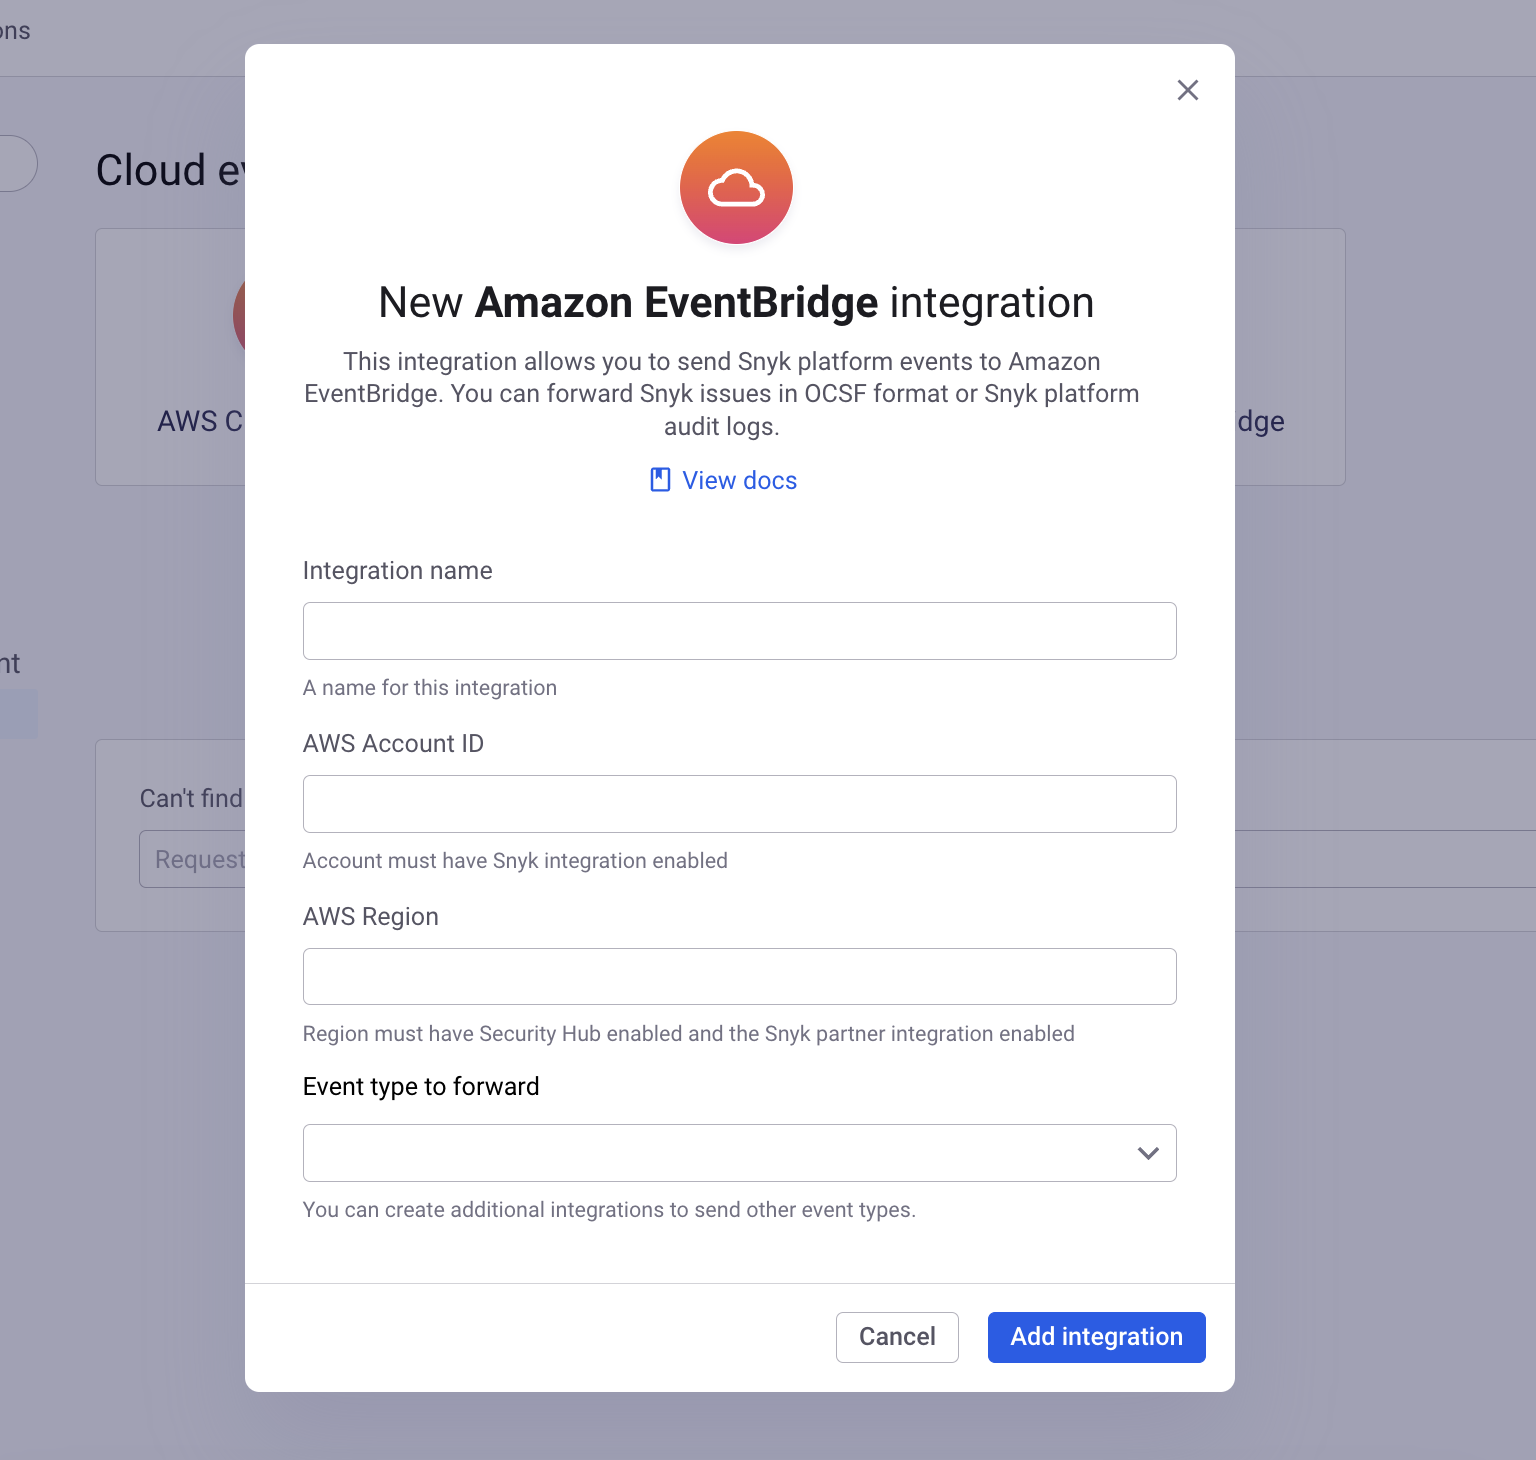 Cloud
New Amazon EventBridge integration
This integration allows you to send Snyk platform events to Amazon
EventBridge. You can forward Snyk issues in OCSF format or Snyk platform
audit logs.
AWS C
View docs
Integration name
A name for this integration
AWS Account ID
Can't find
Request
Account must have Snyk integration enabled
AWS Region
Region must have Security Hub enabled and the Snyk partner integration enabled
Event type to forward
You can create additional integrations to send other event types.
Cancel
Add integration